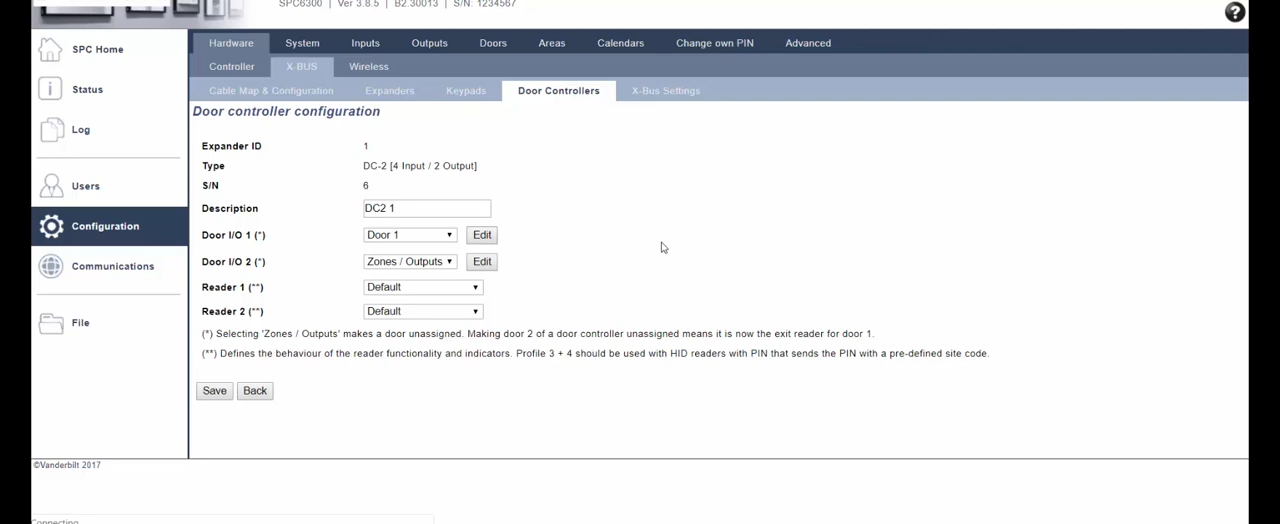 SPC6300 | Ver 3.8.5 | B2.30013 | S/N: 1234567
?
SPC Home
Status
Log
Users
Configuration
Communications
File
Hardware System Inputs Outputs Doors Areas Calendars Change own PIN Advanced
Controller X-BUS Wireless
Cable Map & Configuration Expanders Keypads Door Controllers X-Bus Settings
Door controller configuration
Expander ID 1
Type DC-2 [4 Input / 2 Output]
S/N 6
Description DC2 1
Door I/O 1 (*) Door 1 Edit
Door I/O 2 (*) Zones / Outputs Edit
Reader 1 (**) Default
Reader 2 (**) Default
(*) Selecting 'Zones / Outputs' makes a door unassigned. Making door 2 of a door controller unassigned means it is now the exit reader for door 1.
(**) Defines the behaviour of the reader functionality and indicators. Profile 3 + 4 should be used with HID readers with PIN that sends the PIN with a pre-defined site code.
Save Back
©Vanderbilt 2017
Connecting